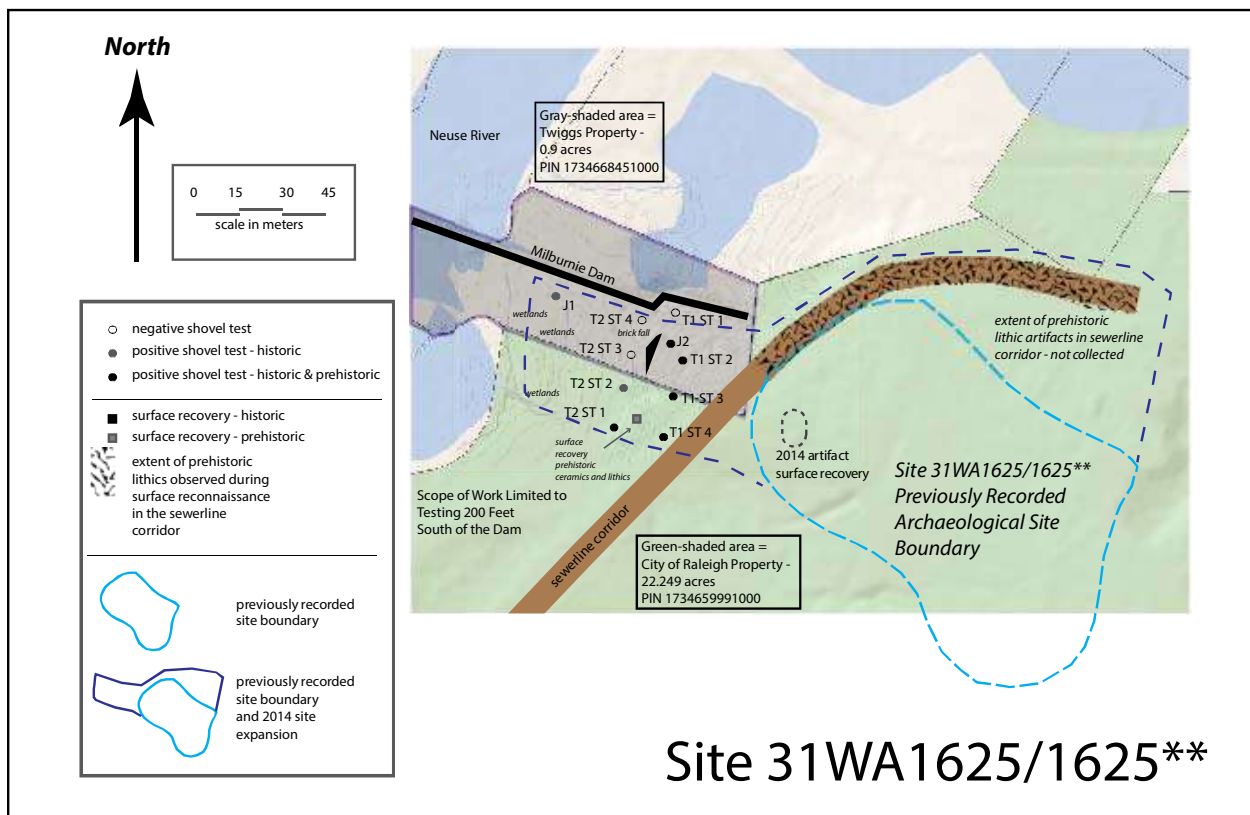 North
0 15 30 45
scale in meters
negative shovel test
positive shovel test - historic
positive shovel test - historic & prehistoric
surface recovery - historic
surface recovery - prehistoric
extent of prehistoric
lithics observed during
surface reconnaissance
in the sewerline
corridor
previously recorded
site boundary
previously recorded
site boundary
and 2014 site
expansion
Neuse River
Gray-shaded area =
Twiggs Property -
0.9 acres
PIN 1734668451000
Milburnie Dam
wetlands
J1
wetlands
T2 ST 4
T1 ST 1
brick fall
J2
T2 ST 3
T1 ST 2
T2 ST 2
wetlands
T1 ST 3
T2 ST 1
T1 ST 4
surface
recovery
prehistoric
ceramics and lithics
Scope of Work Limited to
Testing 200 Feet
South of the Dam
sewerline corridor
Green-shaded area =
City of Raleigh Property -
22.249 acres
PIN 1734659991000
2014 artifact
surface recovery
extent of prehistoric
lithic artifacts in sewerline
corridor - not collected
Site 31WA1625/1625**
Previously Recorded
Archaeological Site
Boundary
Site 31WA1625/1625**